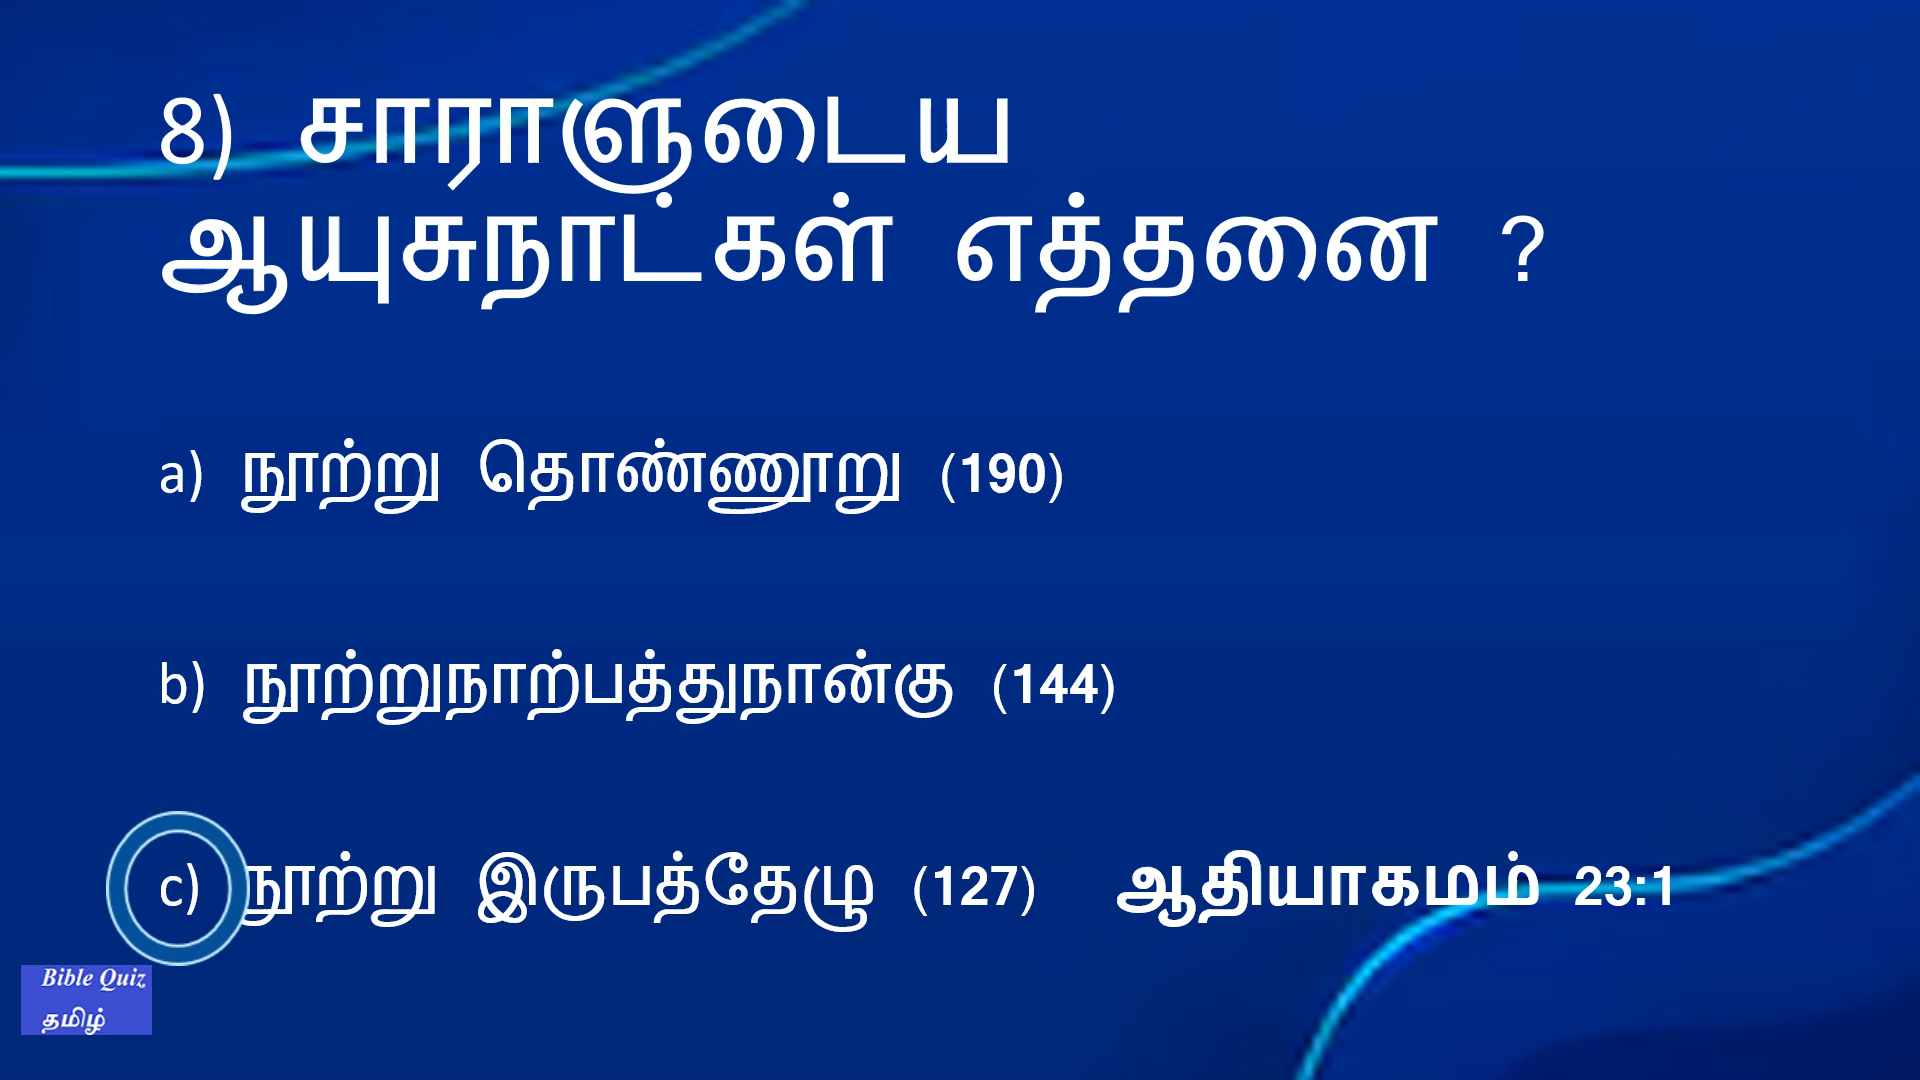 8) சாராளுடைய
ஆயுசுநாட்கள் எத்தனை ?
a) நூற்று தொண்ணூறு (190)
b) நூற்றுநாற்பத்துநான்கு (144)
c) நூற்று இருபத்தேழு (127) ஆதியாகமம் 23:1
Bible Quiz
தமிழ்